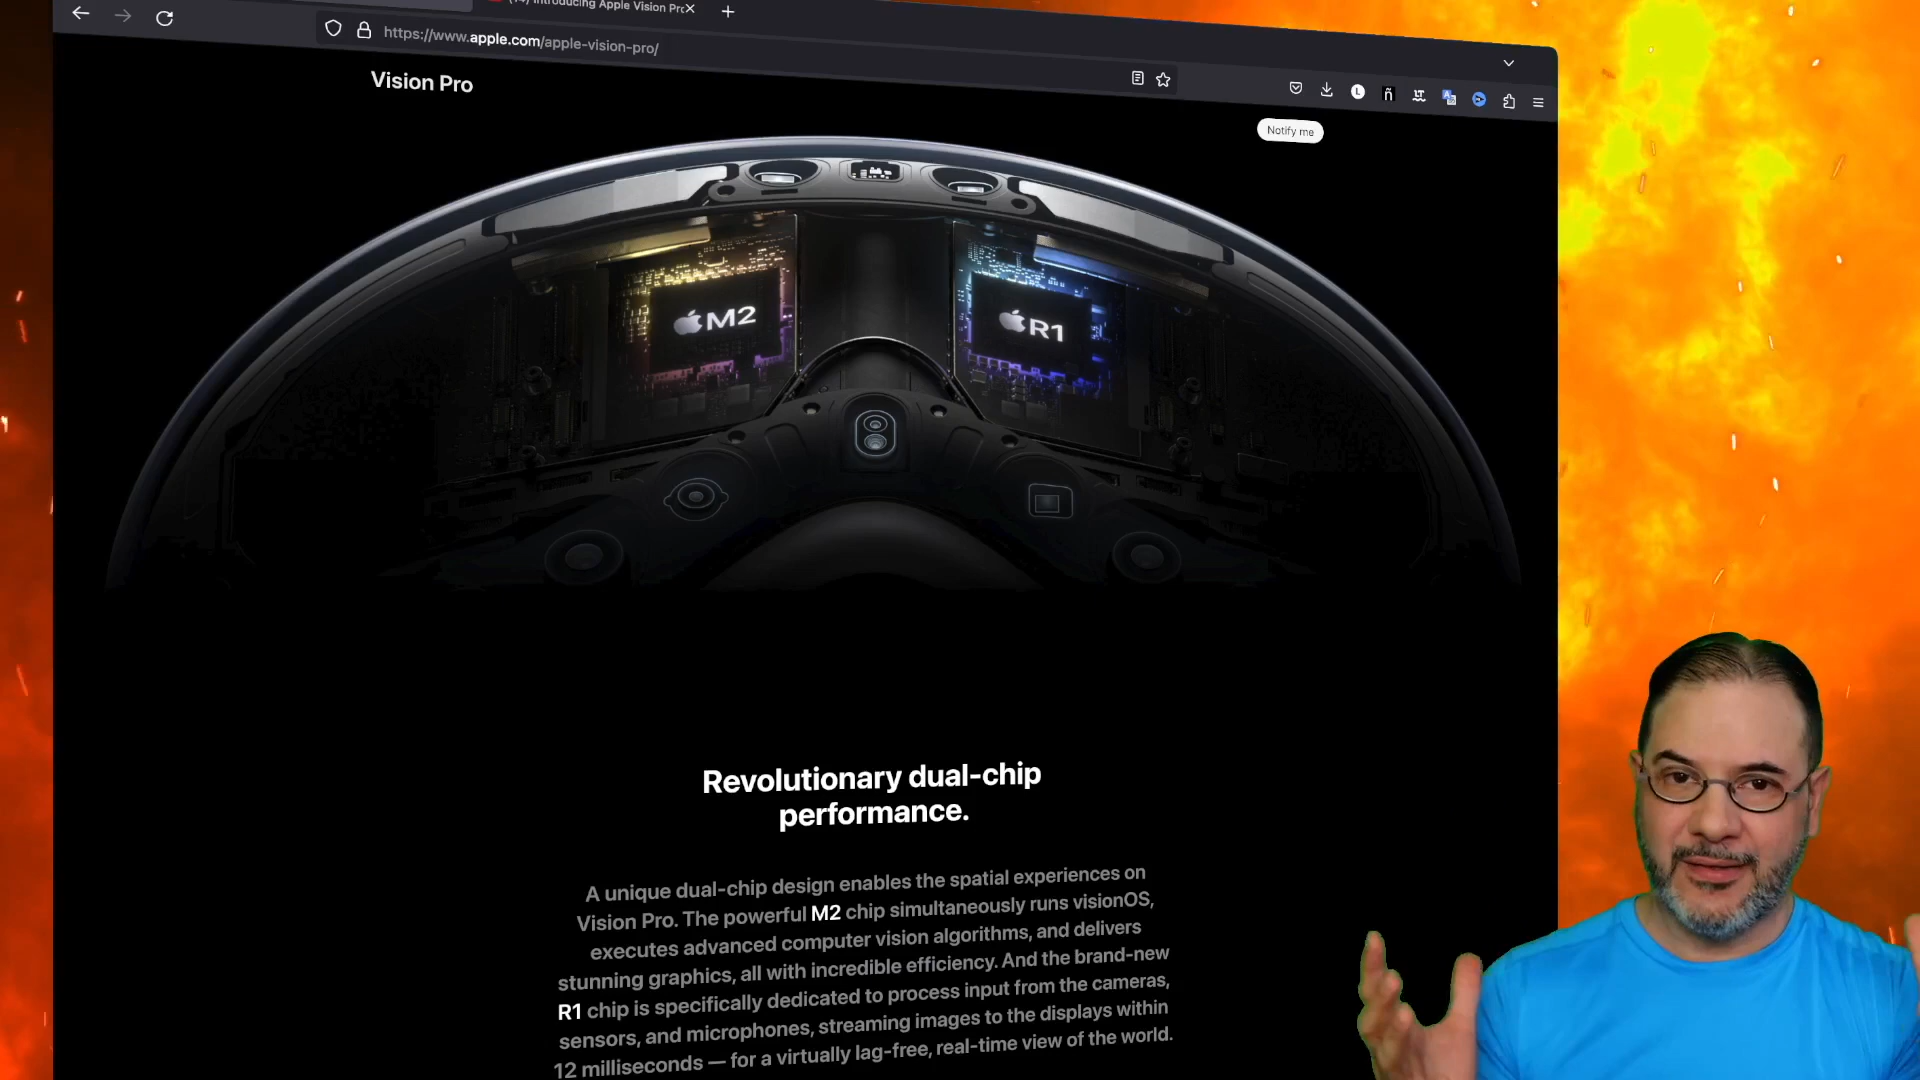 Introducing Apple Vision Pro
https://www.apple.com/apple-vision-pro/
Vision Pro
Notify me
M2
R1
Revolutionary dual-chip
performance.
A unique dual-chip design enables the spatial experiences on
Vision Pro. The powerful M2 chip simultaneously runs visionOS,
executes advanced computer vision algorithms, and delivers
stunning graphics, all with incredible efficiency. And the brand-new
R1 chip is specifically dedicated to process input from the cameras,
sensors, and microphones, streaming images to the displays within
12 milliseconds — for a virtually lag-free, real-time view of the world.